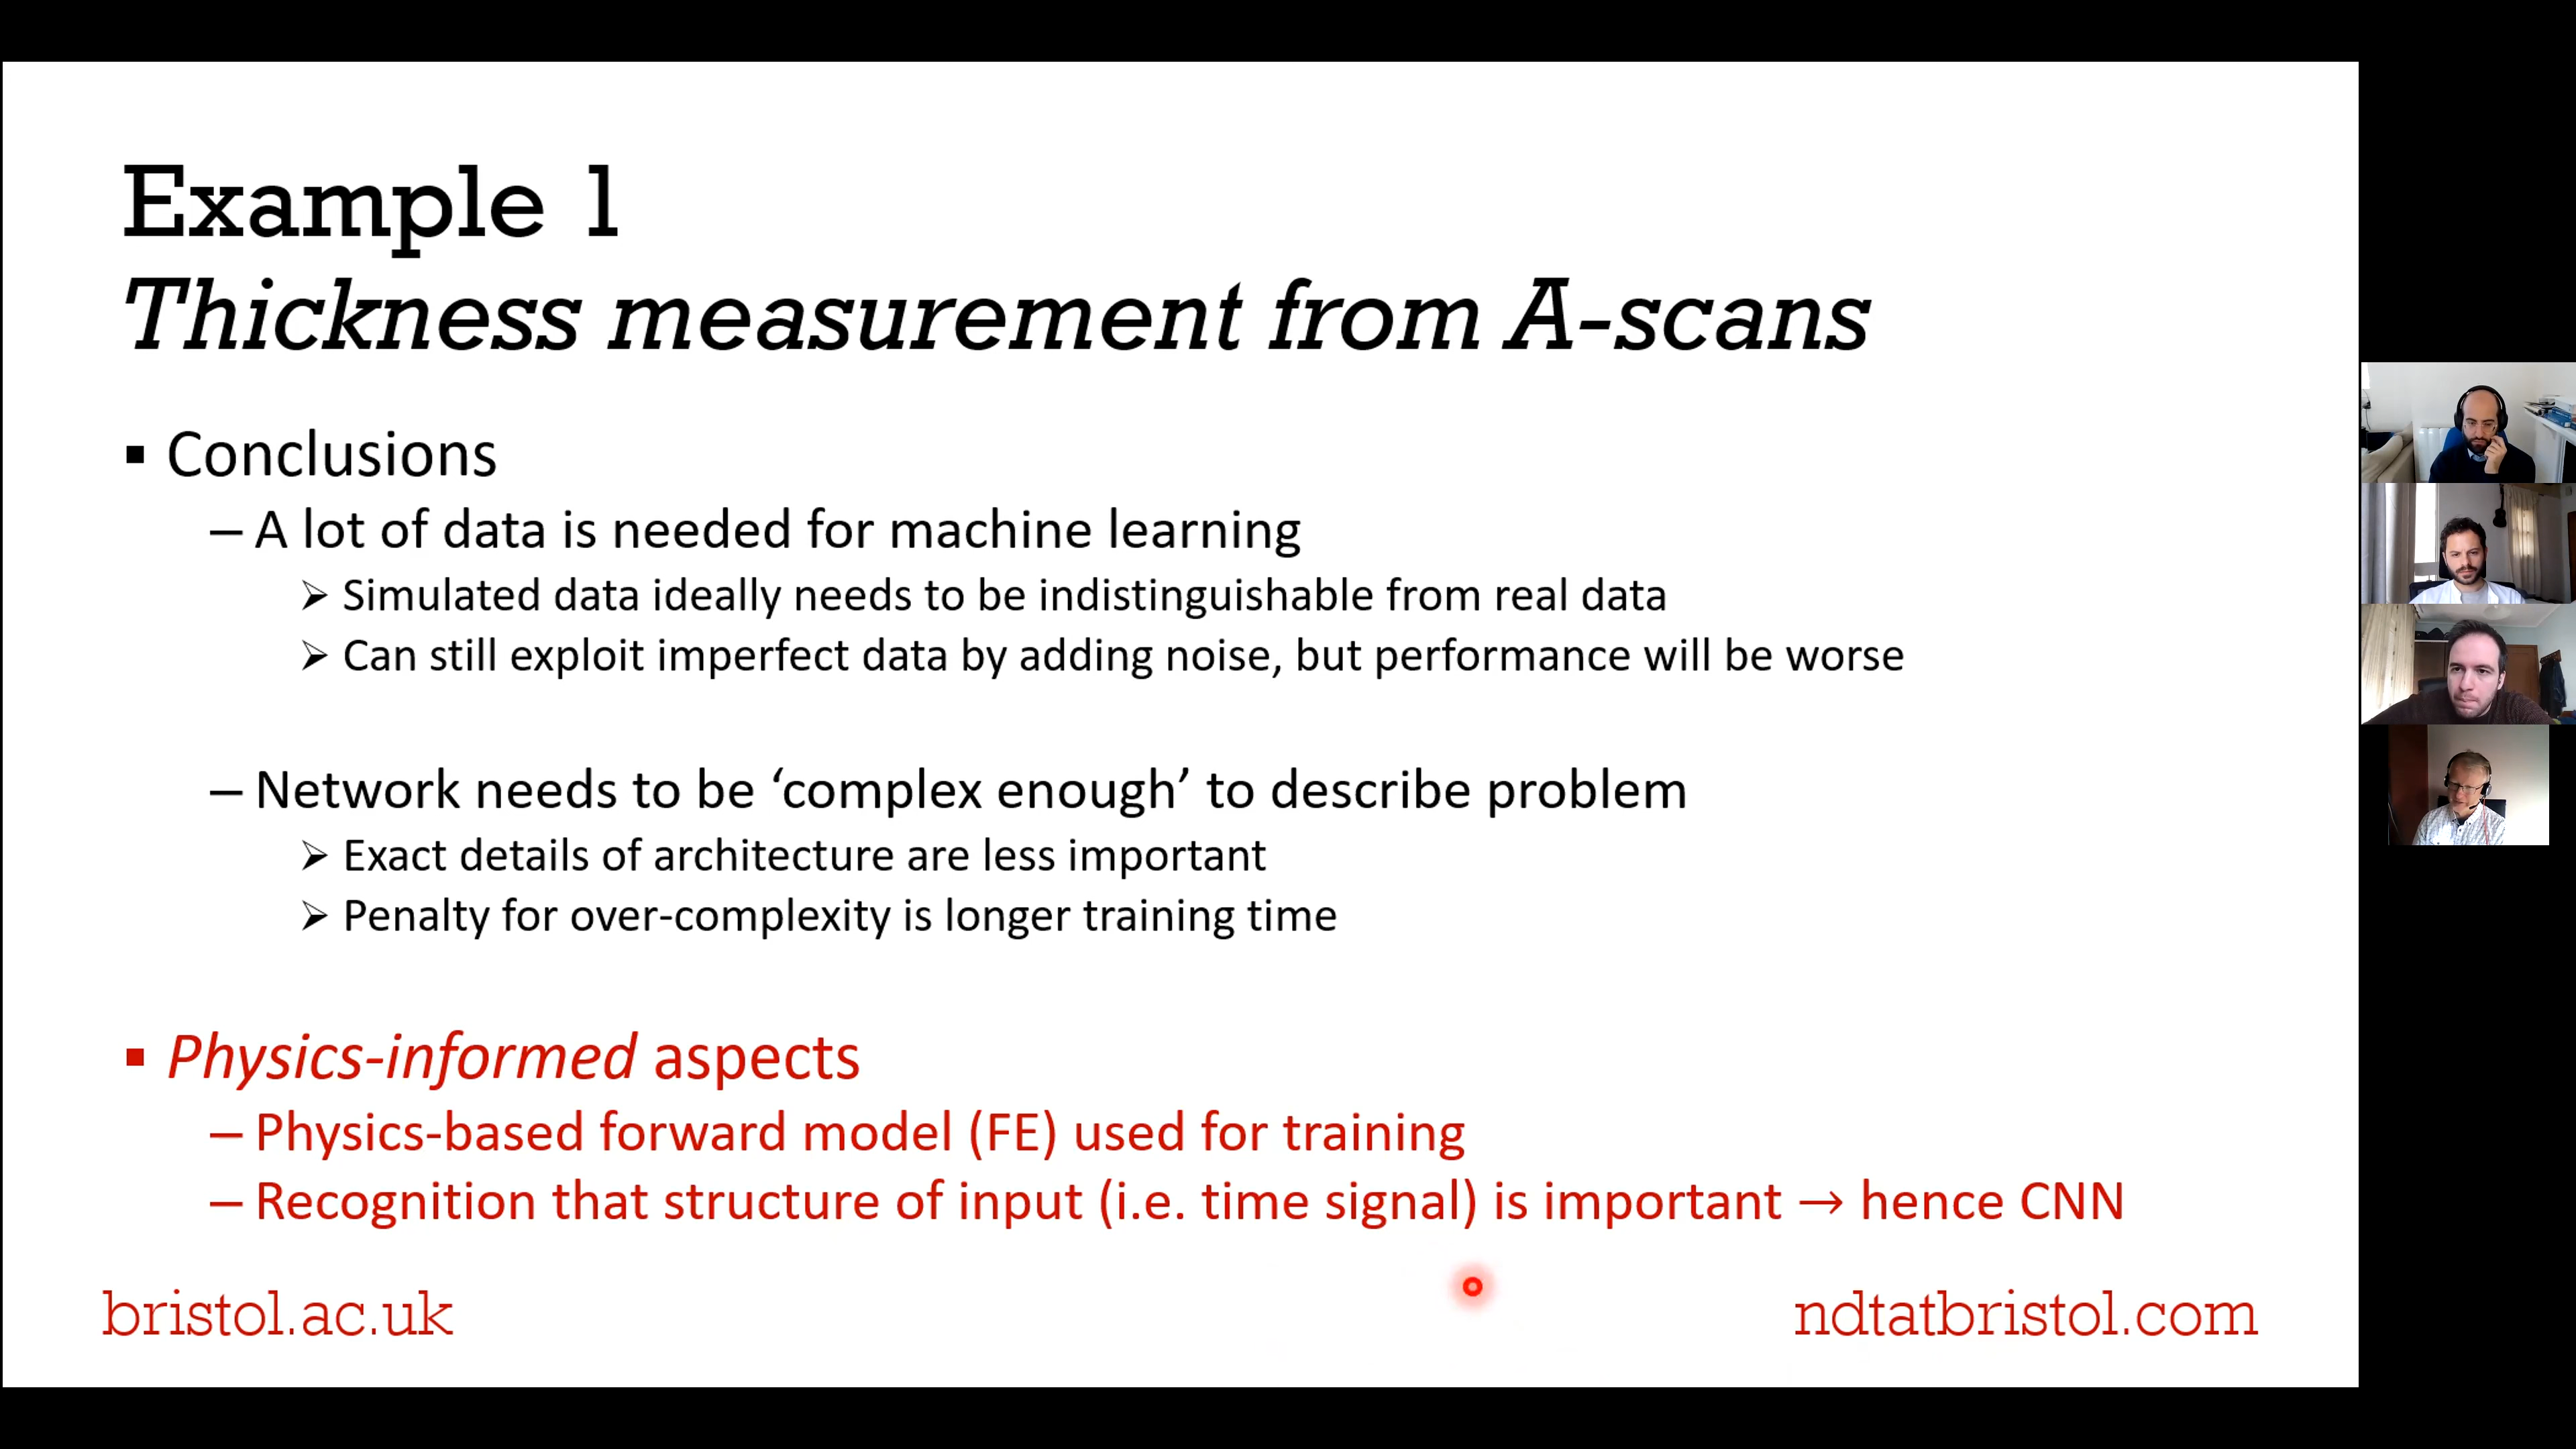 Example 1
Thickness measurement from A-scans
▪ Conclusions
– A lot of data is needed for machine learning
➢ Simulated data ideally needs to be indistinguishable from real data
➢ Can still exploit imperfect data by adding noise, but performance will be worse
– Network needs to be ‘complex enough’ to describe problem
➢ Exact details of architecture are less important
➢ Penalty for over-complexity is longer training time
▪ Physics-informed aspects
– Physics-based forward model (FE) used for training
– Recognition that structure of input (i.e. time signal) is important → hence CNN
bristol.ac.uk
ndtatbristol.com